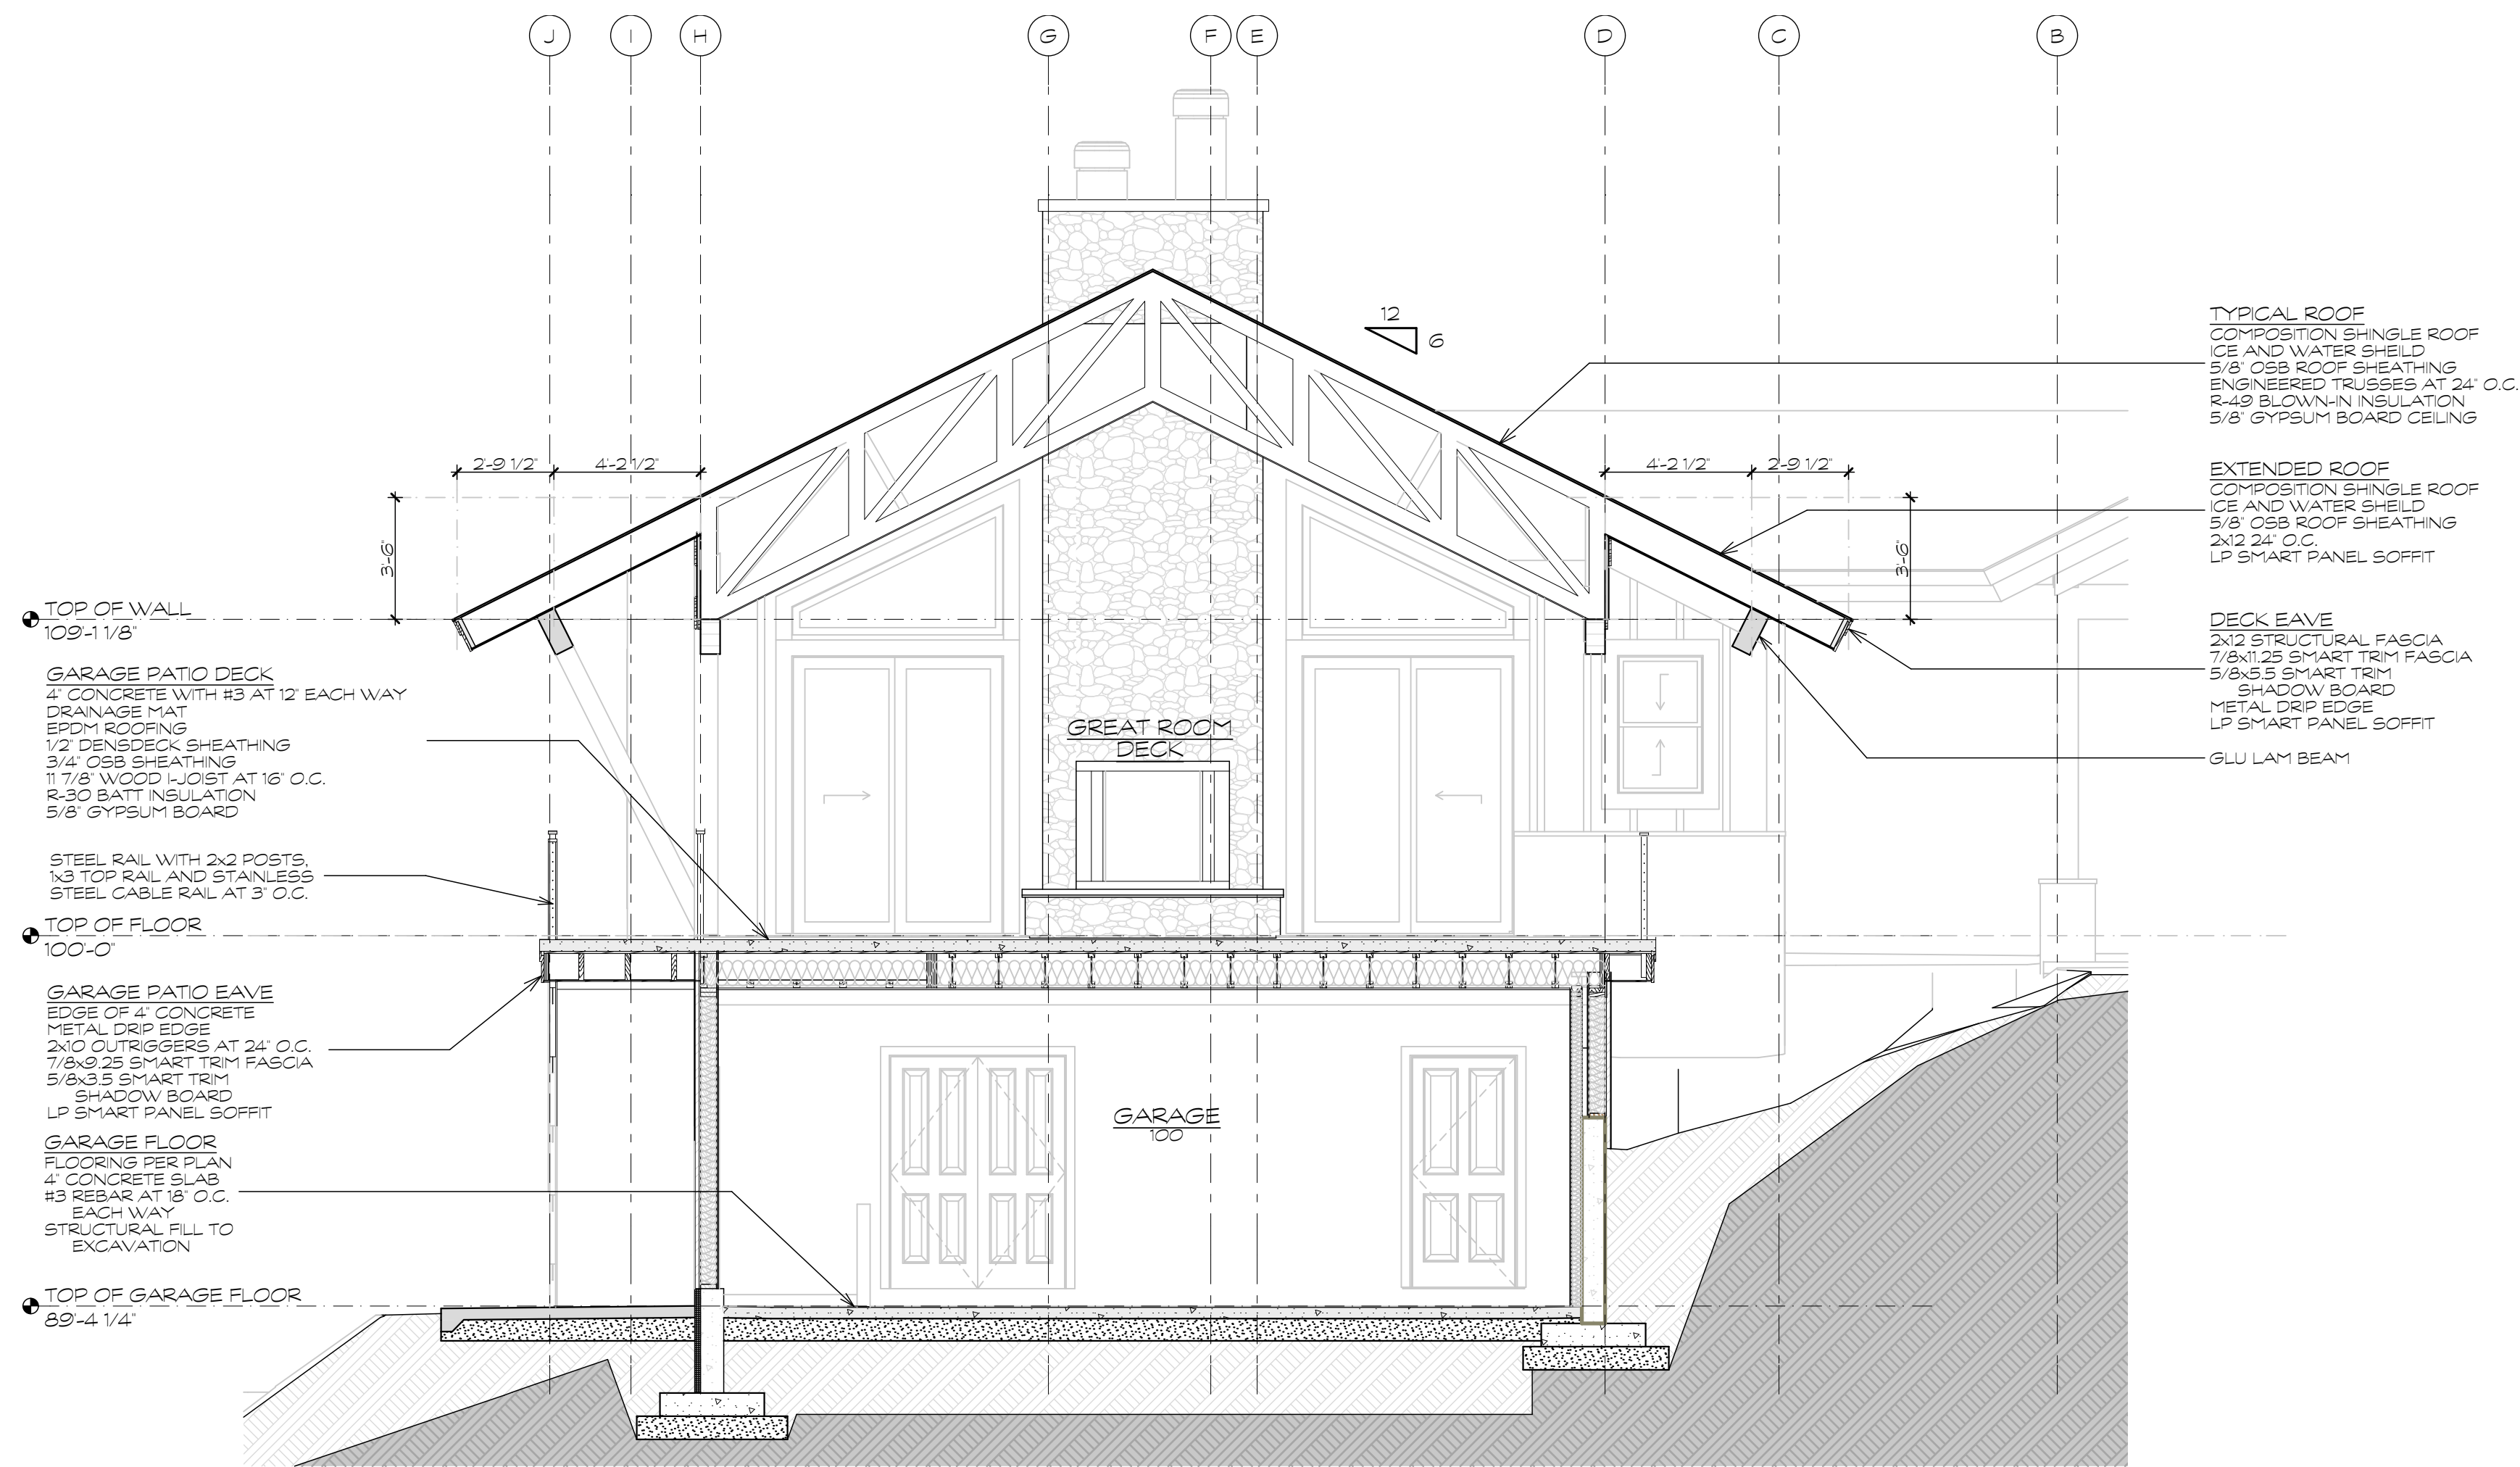 J I H G F E D C B
12
6
2'-9 1/2" 4'-2 1/2" 4'-2 1/2" 2'-9 1/2"
3'-6" 3'-6"
TOP OF WALL
109'-1 1/8"
GARAGE PATIO DECK
4" CONCRETE WITH #3 AT 12" EACH WAY
DRAINAGE MAT
EPDM ROOFING
1/2" DENSDECK SHEATHING
3/4" OSB SHEATHING
11 7/8" WOOD I-JOIST AT 16" O.C.
R-30 BATT INSULATION
5/8" GYPSUM BOARD
STEEL RAIL WITH 2x2 POSTS,
1x3 TOP RAIL AND STAINLESS
STEEL CABLE RAIL AT 3" O.C.
TOP OF FLOOR
100'-0"
GARAGE PATIO EAVE
EDGE OF 4" CONCRETE
METAL DRIP EDGE
2x10 OUTRIGGERS AT 24" O.C.
7/8x9.25 SMART TRIM FASCIA
5/8x3.5 SMART TRIM
SHADOW BOARD
LP SMART PANEL SOFFIT
GARAGE FLOOR
FLOORING PER PLAN
4" CONCRETE SLAB
#3 REBAR AT 18" O.C.
EACH WAY
STRUCTURAL FILL TO
EXCAVATION
TOP OF GARAGE FLOOR
89'-4 1/4"
GREAT ROOM
DECK
GARAGE
100
TYPICAL ROOF
COMPOSITION SHINGLE ROOF
ICE AND WATER SHEILD
5/8" OSB ROOF SHEATHING
ENGINEERED TRUSSES AT 24" O.C.
R-49 BLOWN-IN INSULATION
5/8" GYPSUM BOARD CEILING
EXTENDED ROOF
COMPOSITION SHINGLE ROOF
ICE AND WATER SHEILD
5/8" OSB ROOF SHEATHING
2x12 24" O.C.
LP SMART PANEL SOFFIT
DECK EAVE
2x12 STRUCTURAL FASCIA
7/8x11.25 SMART TRIM FASCIA
5/8x5.5 SMART TRIM
SHADOW BOARD
METAL DRIP EDGE
LP SMART PANEL SOFFIT
GLU LAM BEAM